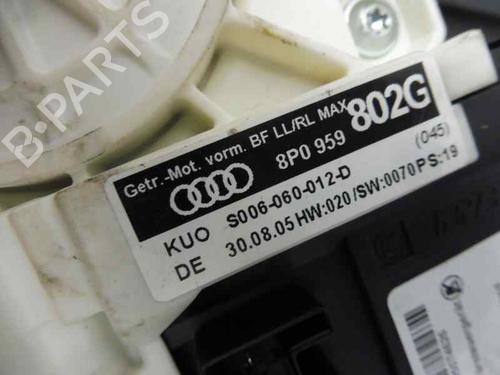 B-PARTS
Getr.-Mot. vorm. BF LL/RL MAX
8P0 959 802G
(045)
KUO S006-060-012-D
DE 30.08.05 HW:020/SW:0070 PS:19